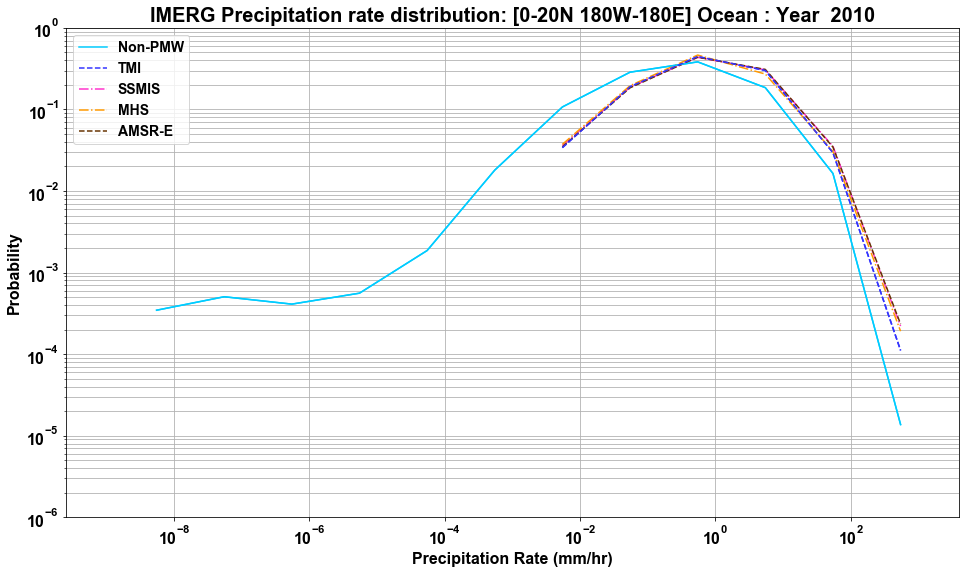 IMERG Precipitation rate distribution: [0-20N 180W-180E] Ocean : Year  2010
Non-PMW
TMI
SSMIS
MHS
AMSR-E
10^0
10^−1
10^−2
10^−3
10^−4
10^−5
10^−6
Probability
10^−8 10^−6 10^−4 10^−2 10^0 10^2
Precipitation Rate (mm/hr)